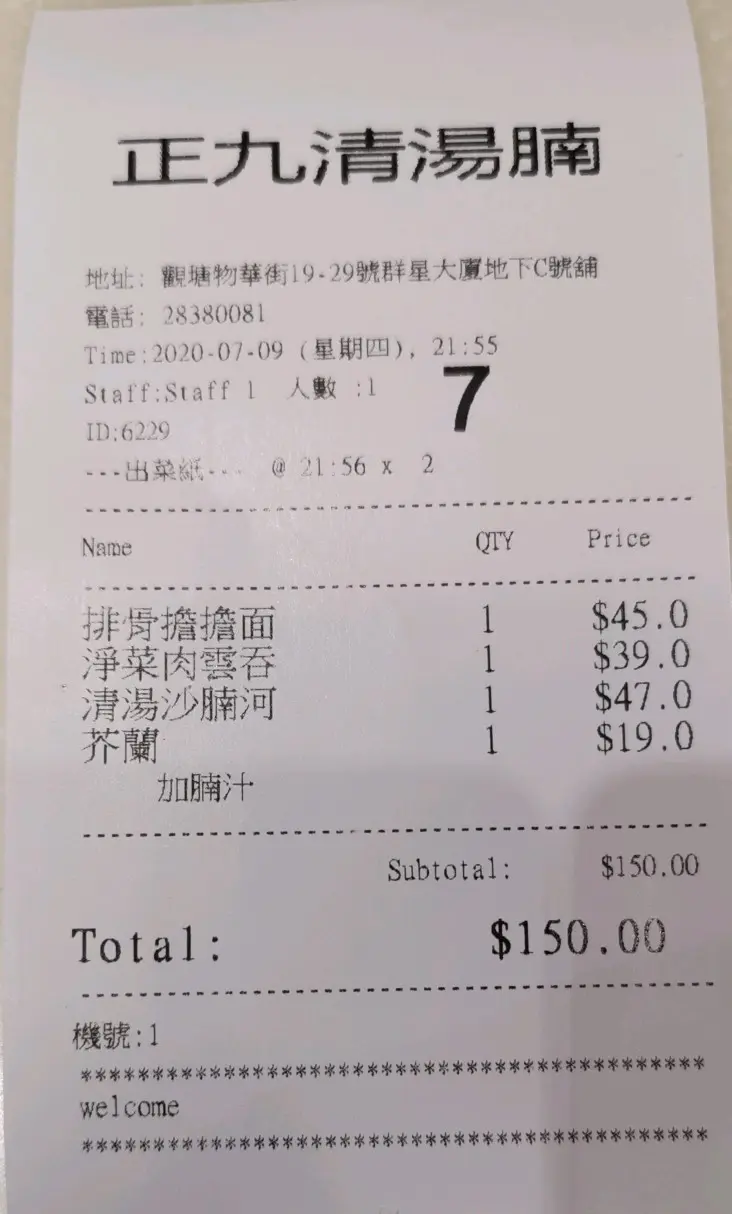 正九清湯腩
地址: 觀塘物華街19-29號群星大廈地下C號舖
電話: 28380081
Time:2020-07-09 (星期四), 21:55
Staff:Staff 1 人數 :1
7
ID:6229
---出菜紙--- @ 21:56 x 2
Name QTY Price
排骨擔擔面 1 $45.0
淨菜肉雲吞 1 $39.0
清湯沙腩河 1 $47.0
芥蘭 1 $19.0
加腩汁
Subtotal: $150.00
Total: $150.00
機號:1
*******************************************
welcome
*******************************************